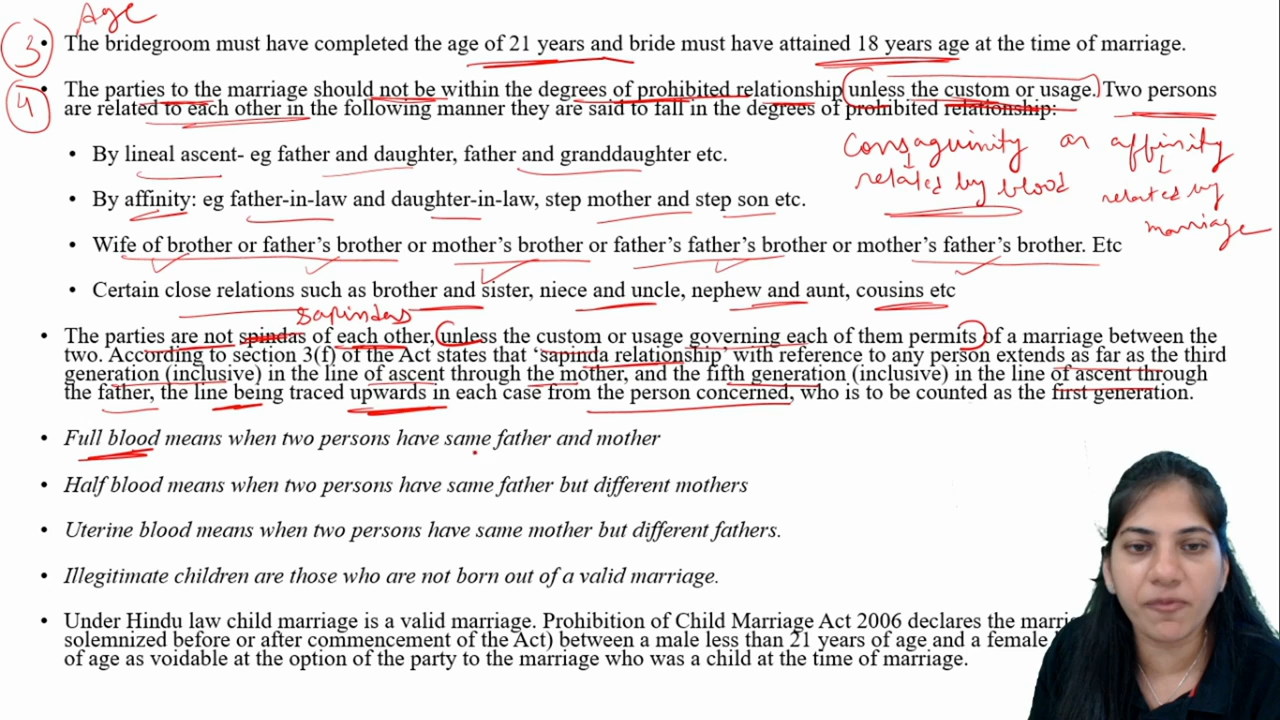 Age
3 • The bridegroom must have completed the age of 21 years and bride must have attained 18 years age at the time of marriage.
4 • The parties to the marriage should not be within the degrees of prohibited relationship unless the custom or usage. Two persons
are related to each other in the following manner they are said to fall in the degrees of prohibited relationship:
Consaguinity or affinity
related by blood
related by
marriage
• By lineal ascent- eg father and daughter, father and granddaughter etc.
• By affinity: eg father-in-law and daughter-in-law, step mother and step son etc.
• Wife of brother or father's brother or mother's brother or father's father's brother or mother's father's brother. Etc
• Certain close relations such as brother and sister, niece and uncle, nephew and aunt, cousins etc
sapindas
• The parties are not spindas of each other, unless the custom or usage governing each of them permits of a marriage between the
two. According to section 3(f) of the Act states that 'sapinda relationship' with reference to any person extends as far as the third
generation (inclusive) in the line of ascent through the mother, and the fifth generation (inclusive) in the line of ascent through
the father, the line being traced upwards in each case from the person concerned, who is to be counted as the first generation.
• Full blood means when two persons have same father and mother
• Half blood means when two persons have same father but different mothers
• Uterine blood means when two persons have same mother but different fathers.
• Illegitimate children are those who are not born out of a valid marriage.
• Under Hindu law child marriage is a valid marriage. Prohibition of Child Marriage Act 2006 declares the
solemnized before or after commencement of the Act) between a male less than 21 years of age and a female
of age as voidable at the option of the party to the marriage who was a child at the time of marriage.